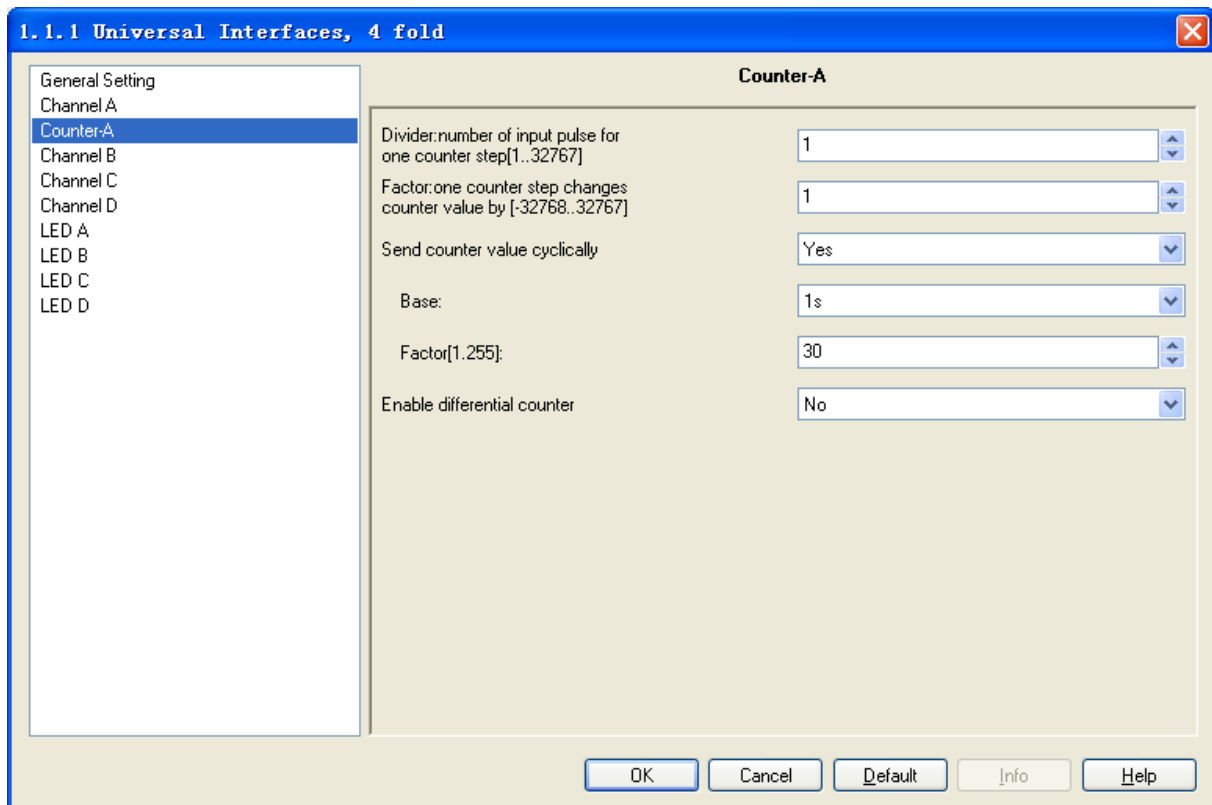 1.1.1 Universal Interfaces, 4 fold
General Setting
Channel A
Counter-A
Channel B
Channel C
Channel D
LED A
LED B
LED C
LED D
Counter-A
Divider:number of input pulse for
one counter step[1..32767]
1
Factor:one counter step changes
counter value by [-32768..32767]
1
Send counter value cyclically
Yes
Base:
1s
Factor[1.255]:
30
Enable differential counter
No
OK
Cancel
Default
Info
Help